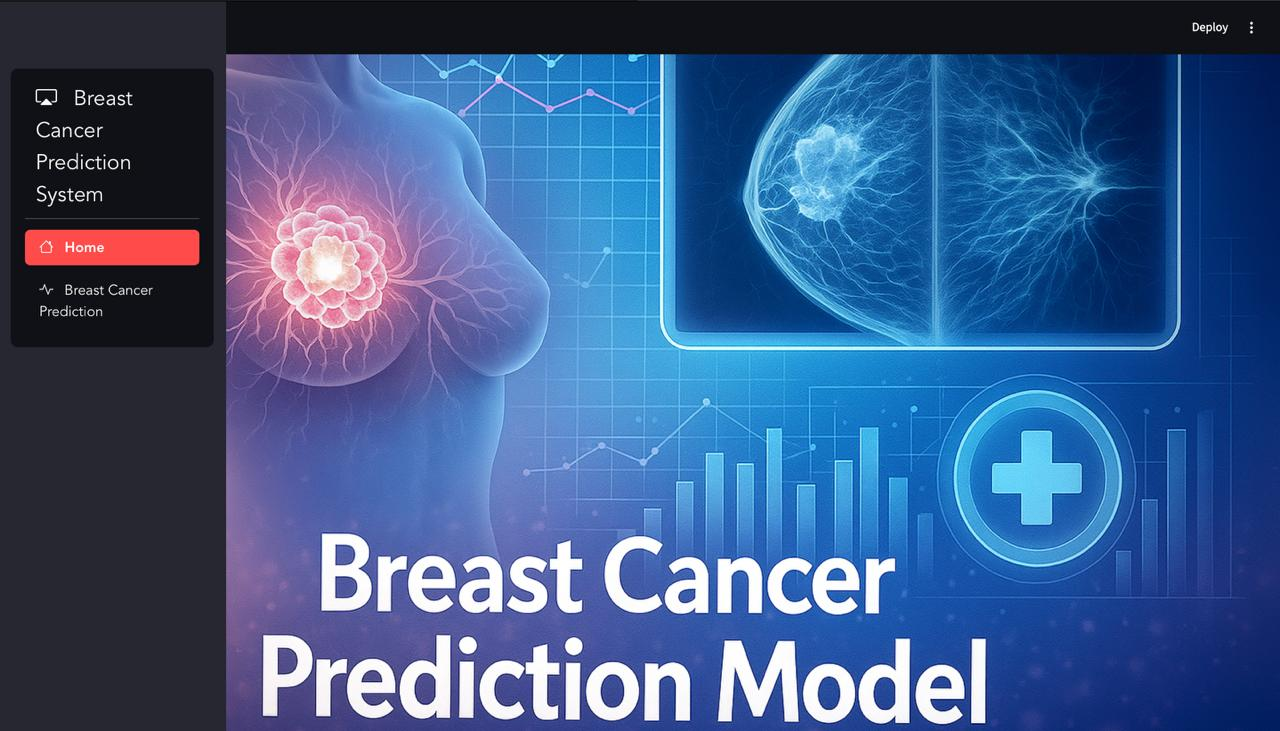 Deploy
Breast
Cancer
Prediction
System
Home
Breast Cancer
Prediction
Breast Cancer
Prediction Model